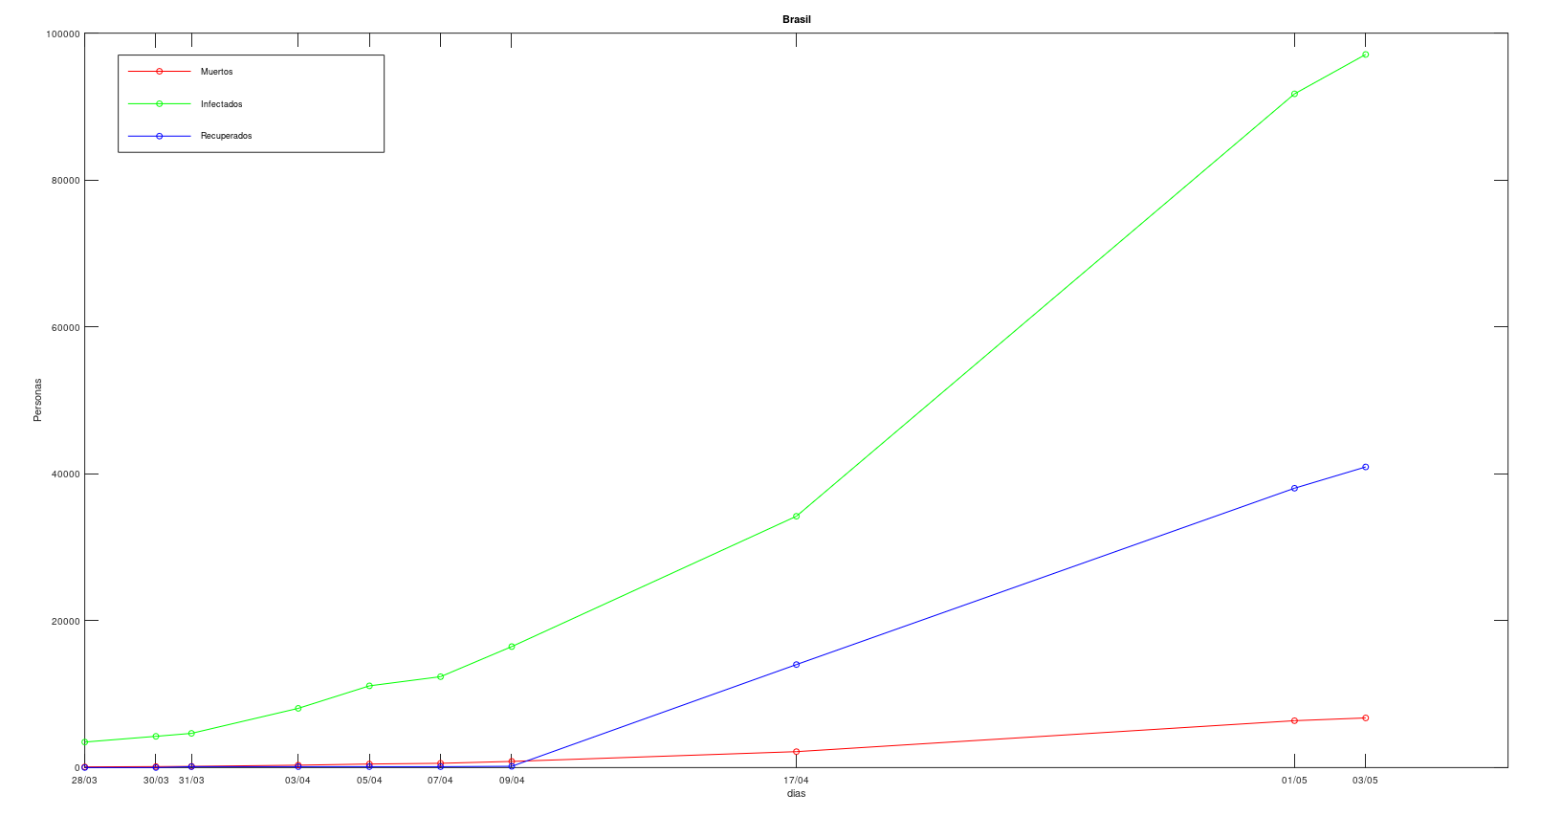 Brasil
100000
80000
60000
40000
20000
0
Personas
Muertos
Infectados
Recuperados
28/03 30/03 31/03 03/04 05/04 07/04 09/04 17/04 01/05 03/05
dias